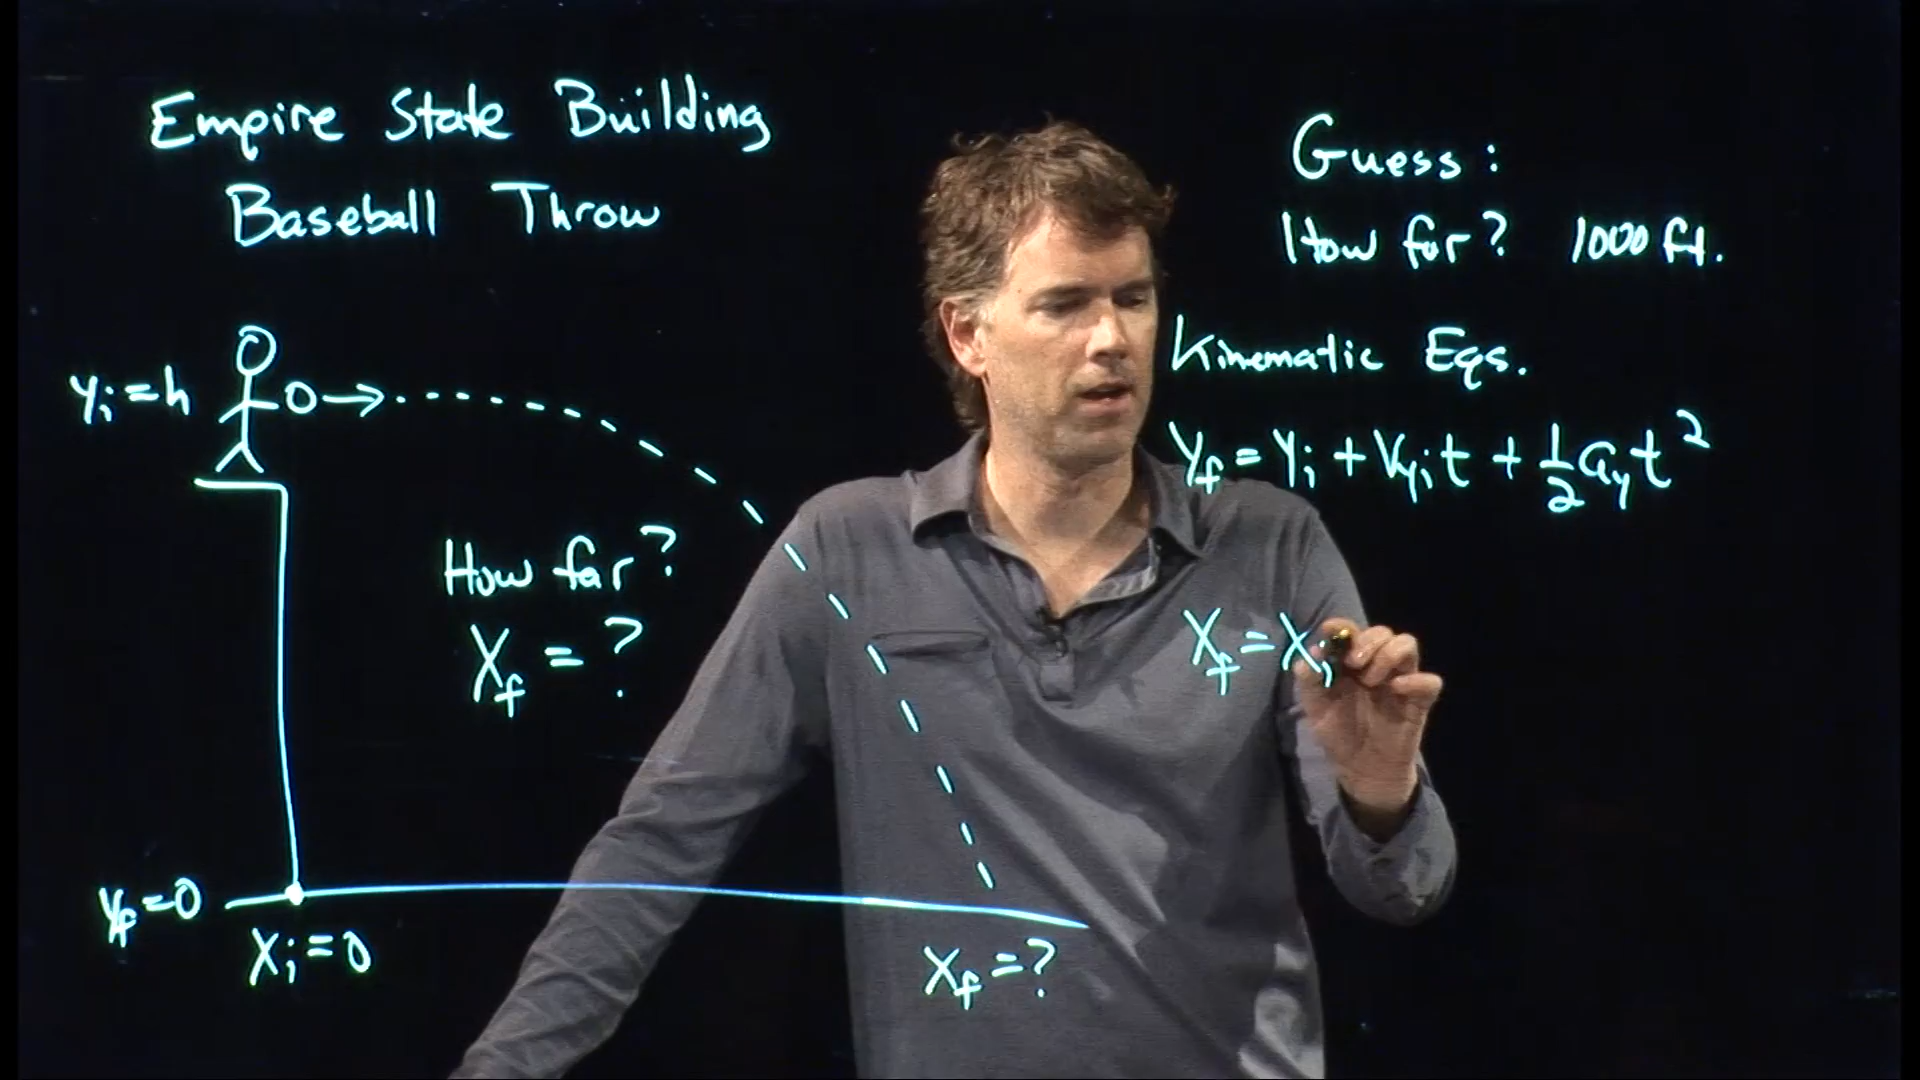 Empire State Building
Baseball Throw
yi = h
How far?
Xf = ?
yf = 0
Xi = 0
Xf = ?
Guess:
How far? 1000 ft.
Kinematic Eqs.
yf = yi + Vyi t + 1/2 ay t²
Xf = Xi